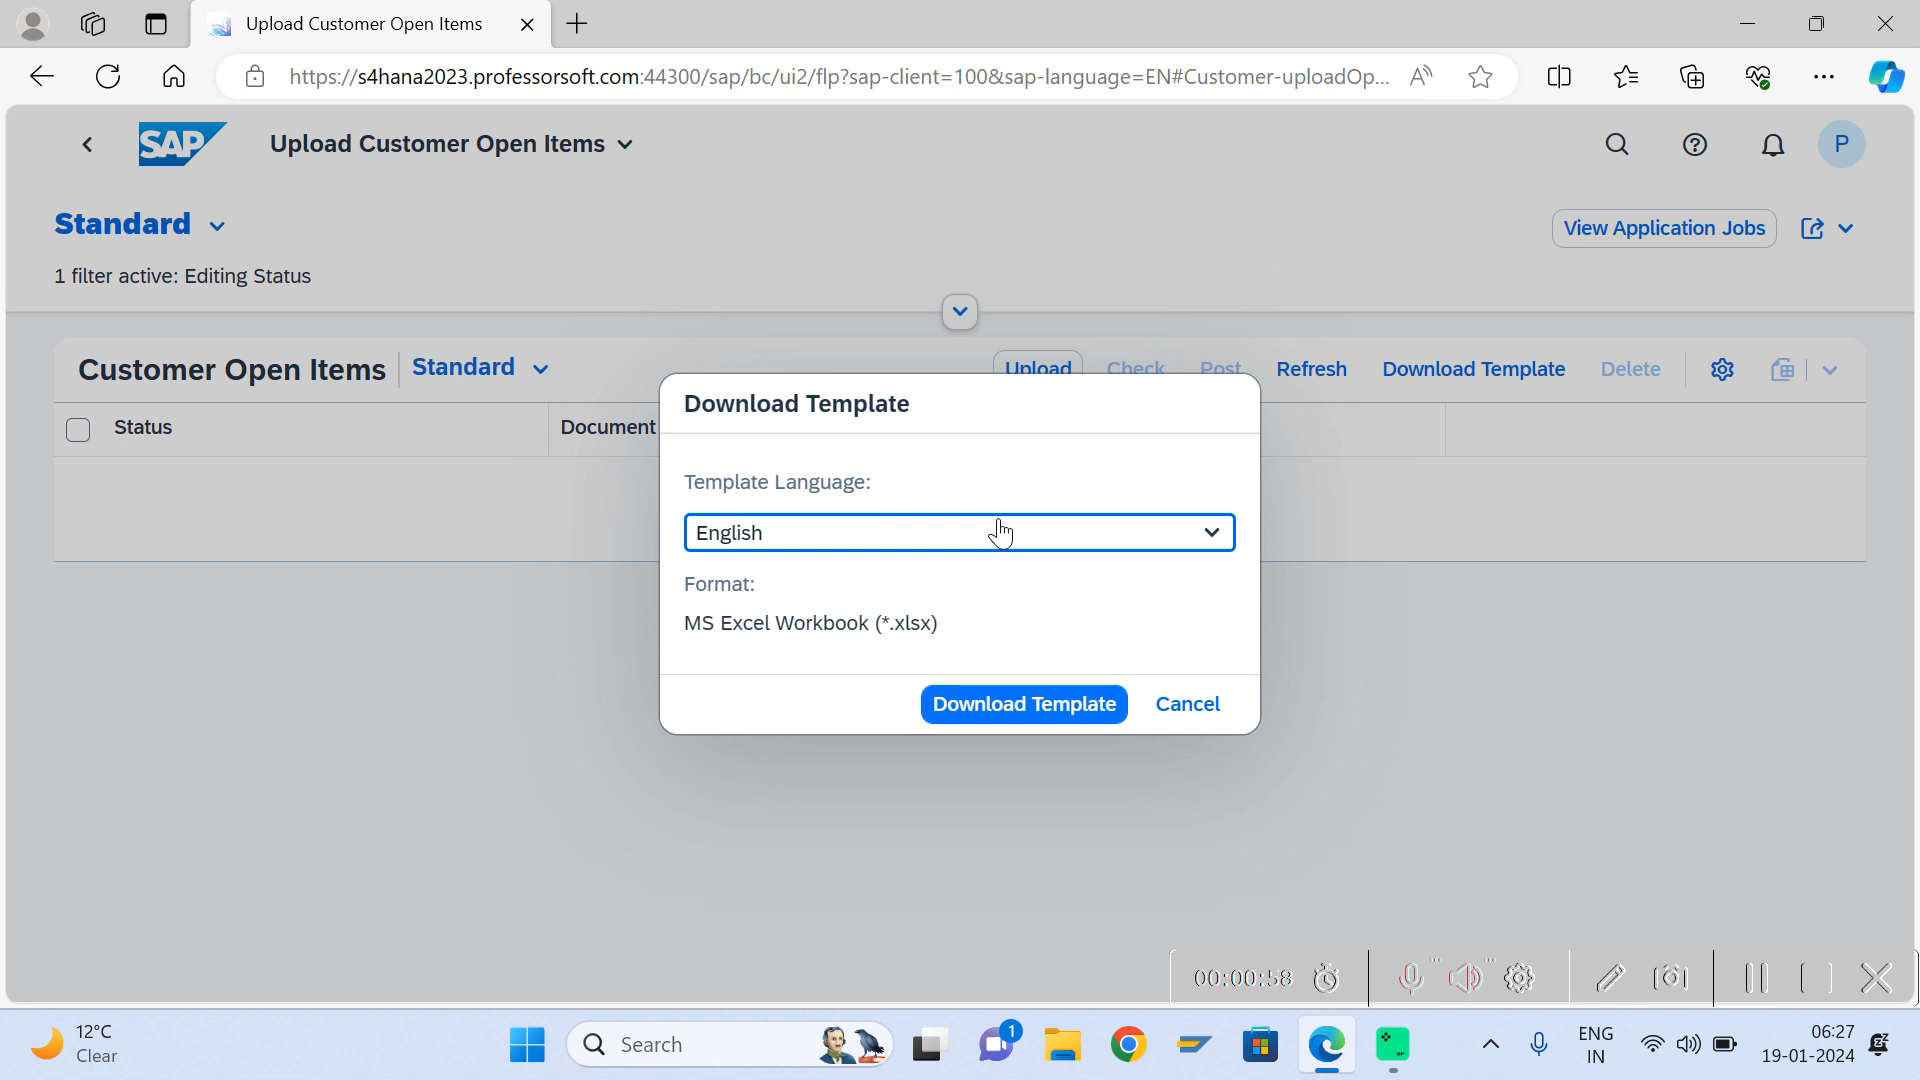 Upload Customer Open Items
https://s4hana2023.professorsoft.com:44300/sap/bc/ui2/flp?sap-client=100&sap-language=EN#Customer-uploadOp...
SAP
Upload Customer Open Items
P
Standard
View Application Jobs
1 filter active: Editing Status
Customer Open Items
Standard
Upload
Check
Post
Refresh
Download Template
Delete
Status
Document
Download Template
Template Language:
English
Format:
MS Excel Workbook (*.xlsx)
Download Template
Cancel
00:00:58
12°C
Clear
Search
1
ENG
IN
06:27
19-01-2024